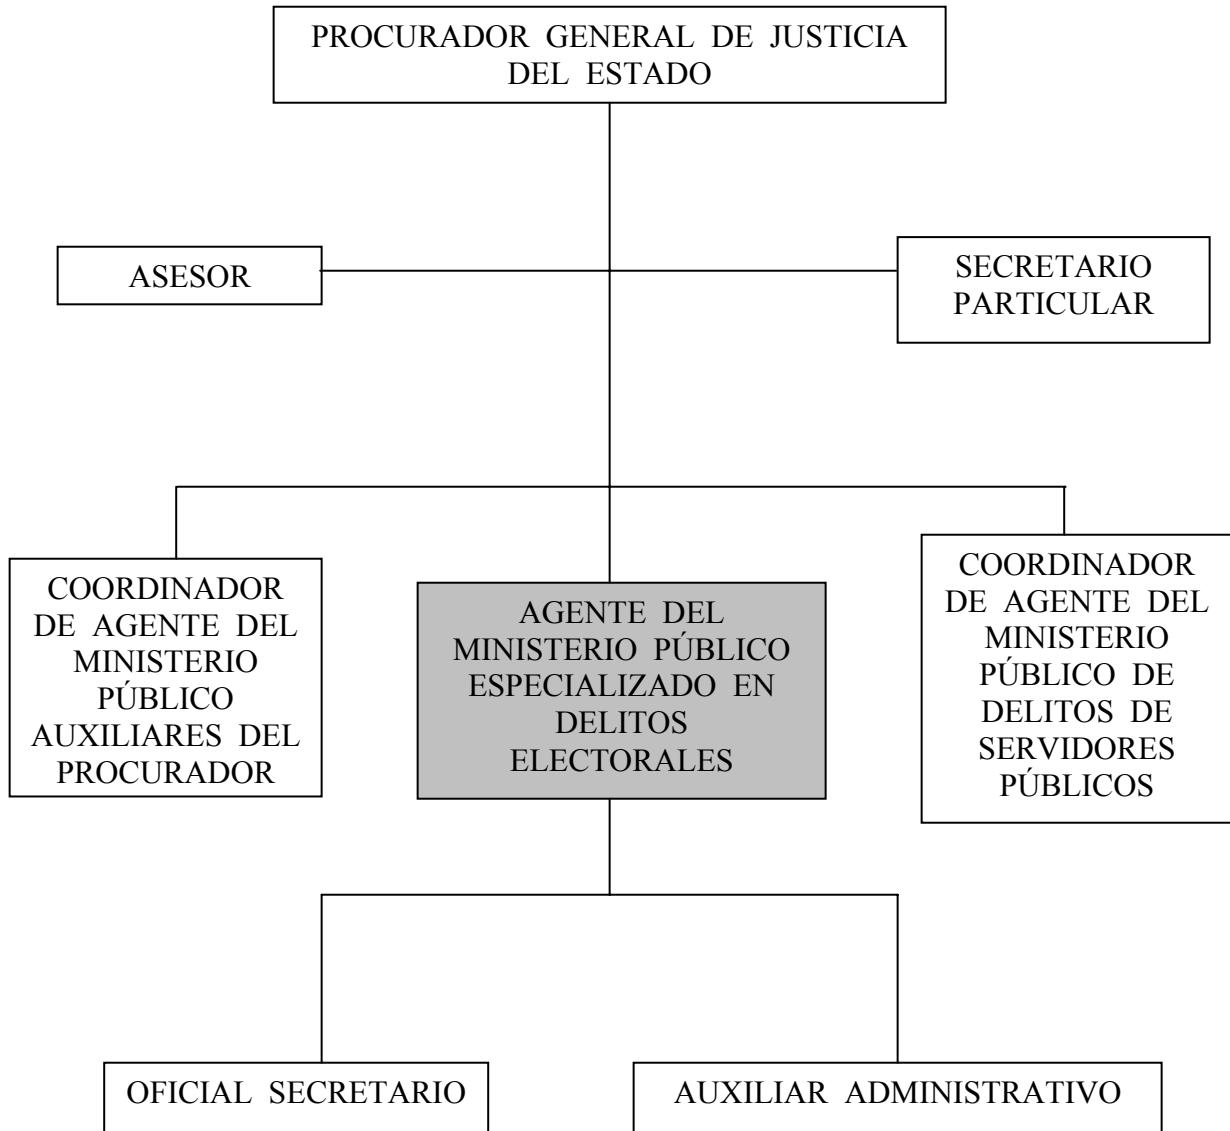 PROCURADOR GENERAL DE JUSTICIA
DEL ESTADO
ASESOR
SECRETARIO
PARTICULAR
COORDINADOR
DE AGENTE DEL
MINISTERIO
PÚBLICO
AUXILIARES DEL
PROCURADOR
AGENTE DEL
MINISTERIO PÚBLICO
ESPECIALIZADO EN
DELITOS
ELECTORALES
COORDINADOR
DE AGENTE DEL
MINISTERIO
PÚBLICO DE
DELITOS DE
SERVIDORES
PÚBLICOS
OFICIAL SECRETARIO
AUXILIAR ADMINISTRATIVO